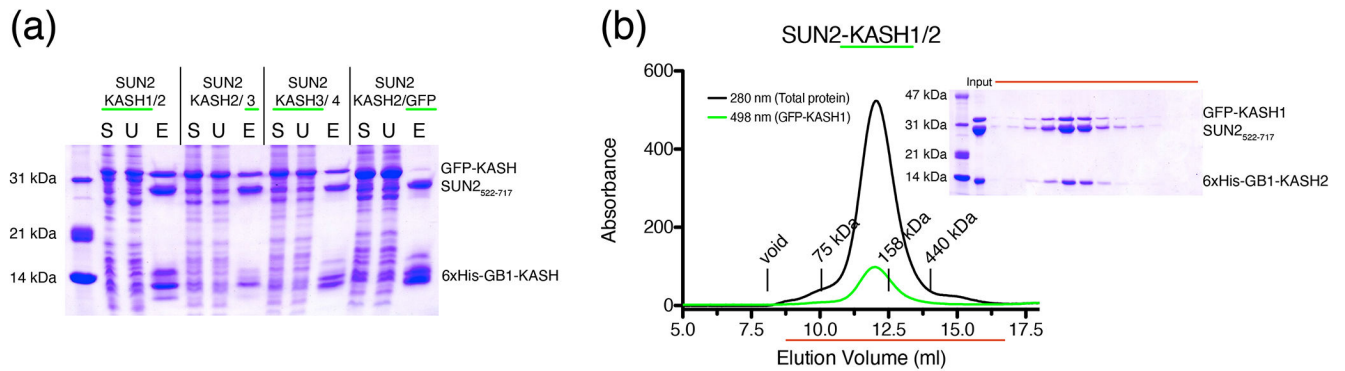 (a)
SUN2 SUN2 SUN2 SUN2
KASH1/2 KASH2/ 3 KASH3/ 4 KASH2/GFP
S U E S U E S U E S U E
GFP-KASH
31 kDa
SUN2522-717
21 kDa
14 kDa
6xHis-GB1-KASH
(b)
SUN2-KASH1/2
600
400
200
0
Absorbance
280 nm (Total protein)
498 nm (GFP-KASH1)
void
75 kDa
158 kDa
440 kDa
5.0 7.5 10.0 12.5 15.0 17.5
Elution Volume (ml)
Input
47 kDa
31 kDa
21 kDa
14 kDa
GFP-KASH1
SUN2522-717
6xHis-GB1-KASH2